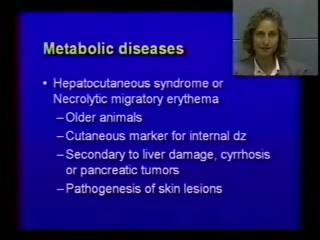 Metabolic diseases
• Hepatocutaneous syndrome or
Necrolytic migratory erythema
– Older animals
– Cutaneous marker for internal dz
– Secondary to liver damage, cyrrhosis
or pancreatic tumors
– Pathogenesis of skin lesions